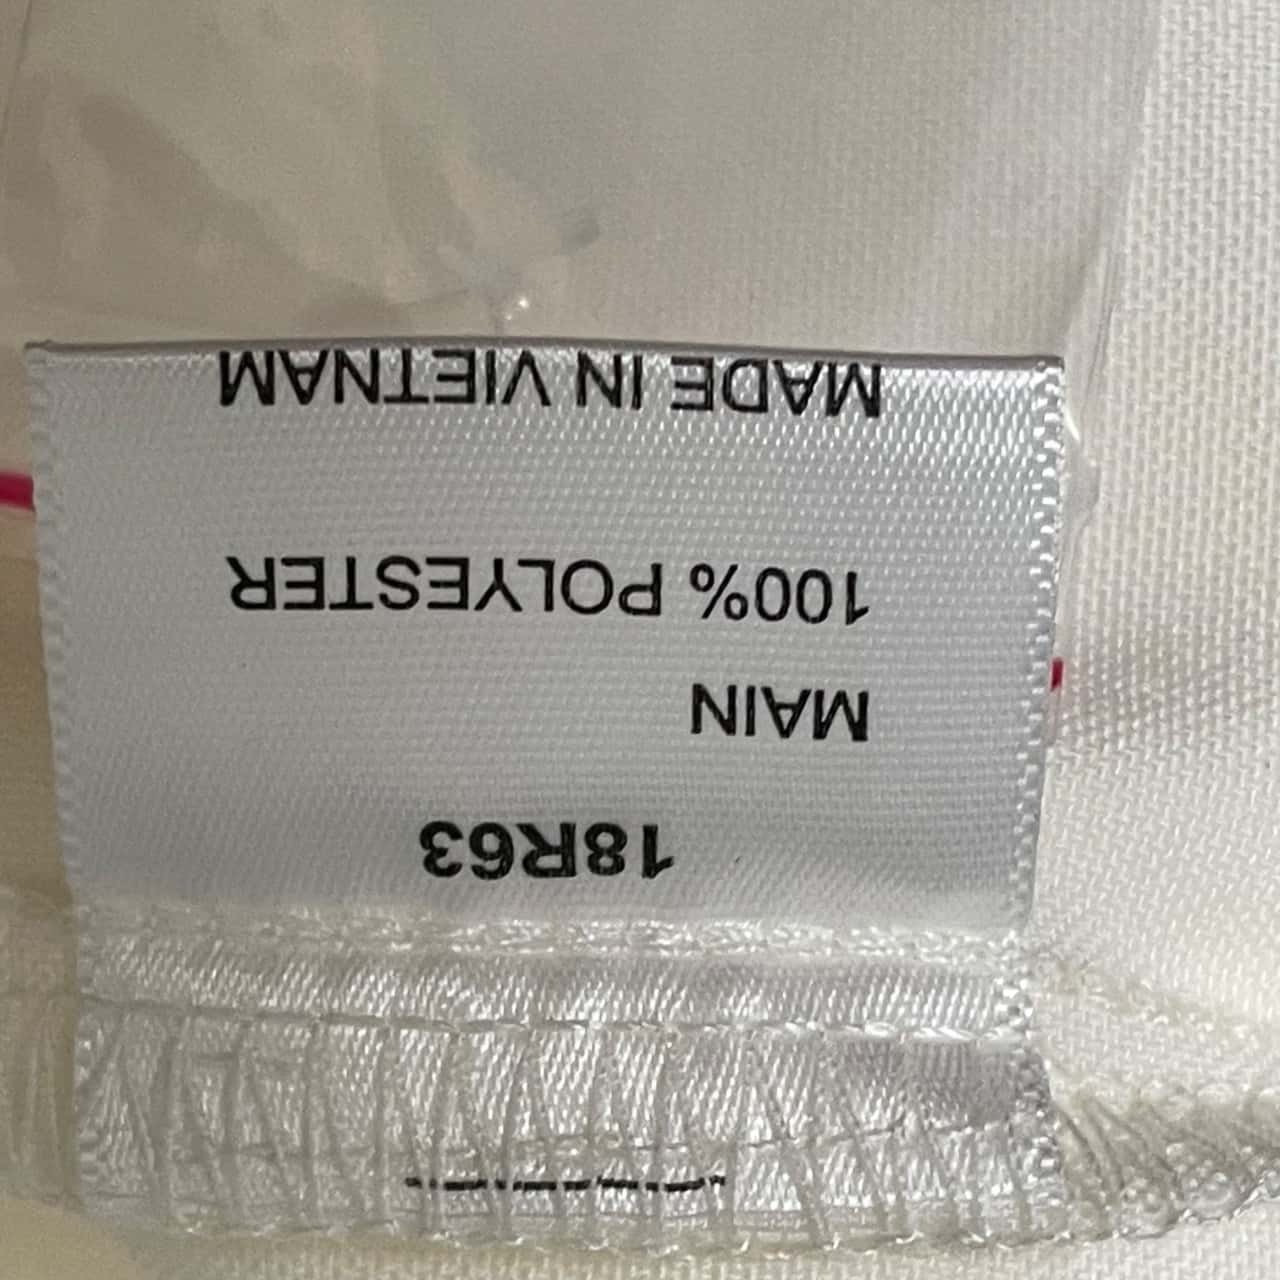 18R63
MAIN
100% POLYESTER
MADE IN VIETNAM